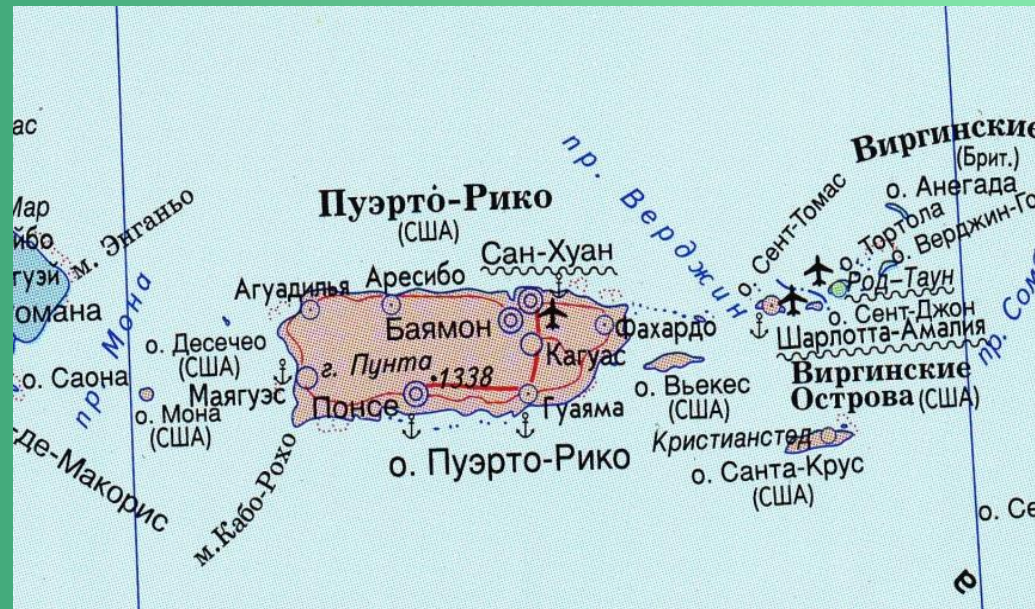 ас
Мар
йбо
гуэй
омана
м. Энганьо
пр. Мона
о. Саона
-де-Макорис
о. Десечео
(США)
о. Мона
(США)
Пуэрто-Рико
(США)
Сан-Хуан
Агуадилья
Аресибо
Баямон
Фахардо
Кагуас
г. Пунта
1338
Маягуэс
Понсе
Гуаяма
о. Пуэрто-Рико
м.Кабо-Рохо
пр. Верджин
о. Вьекес
(США)
о. Сент-Томас
Виргинские
(Брит.)
о. Анегада
о. Тортола
о. Верджин-Го
Род-Таун
о. Сент-Джон
Шарлотта-Амалия
Виргинские
Острова (США)
Кристианстед
о. Санта-Крус
(США)
пр. Сом
о. Се
а